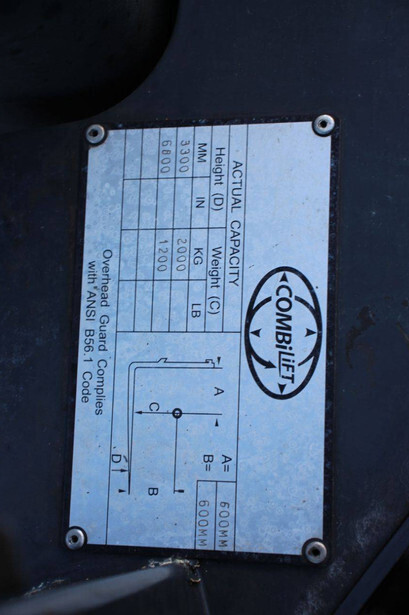 COMBiLiFT
ACTUAL CAPACITY
Height (D) Weight (C)
MM IN KG LB
3300 2000
6800 1200
A= 600MM
B= 600MM
A
C
B
D
Overhead Guard Complies
with ANSI B56.1 Code